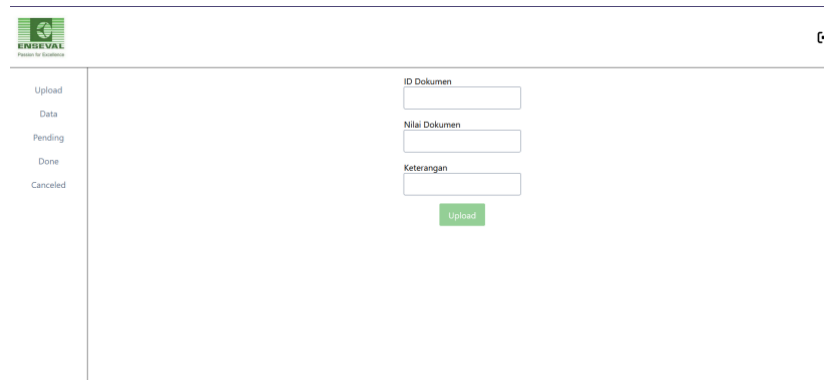 ENSEVAL
Passion for Excellence
Upload
Data
Pending
Done
Canceled
ID Dokumen
Nilai Dokumen
Keterangan
Upload